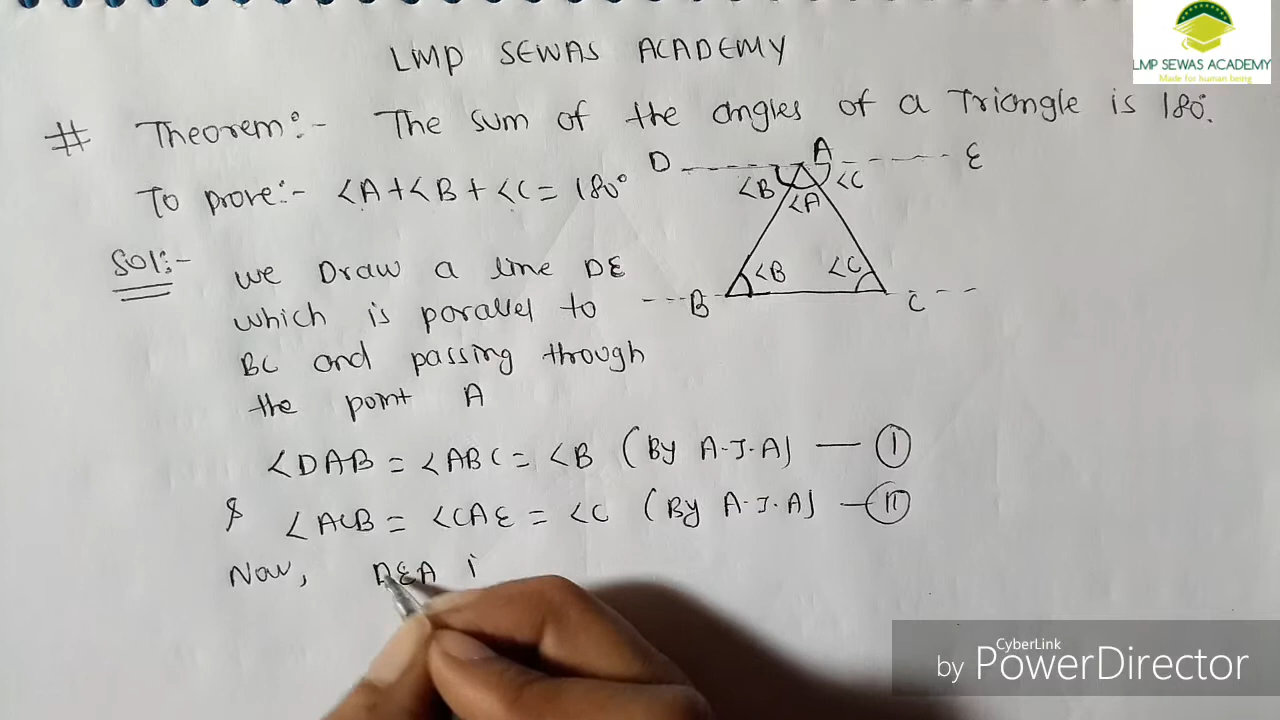 LMP SEWAS ACADEMY
LMP SEWAS ACADEMY
Made for human being
# Theorem:- The sum of the angles of a Triangle is 180°.
To prove:- <A+<B+<C=180°
D A E
<B <C
<A
<B <C
B C
Sol:- we Draw a line DE
which is parallel to
BC and passing through
the point A
<DAB = <ABC = <B (By A.I.A) — I
& <ACB = <CAE = <C (By A.I.A) — II
Now, DEA i
CyberLink
by PowerDirector